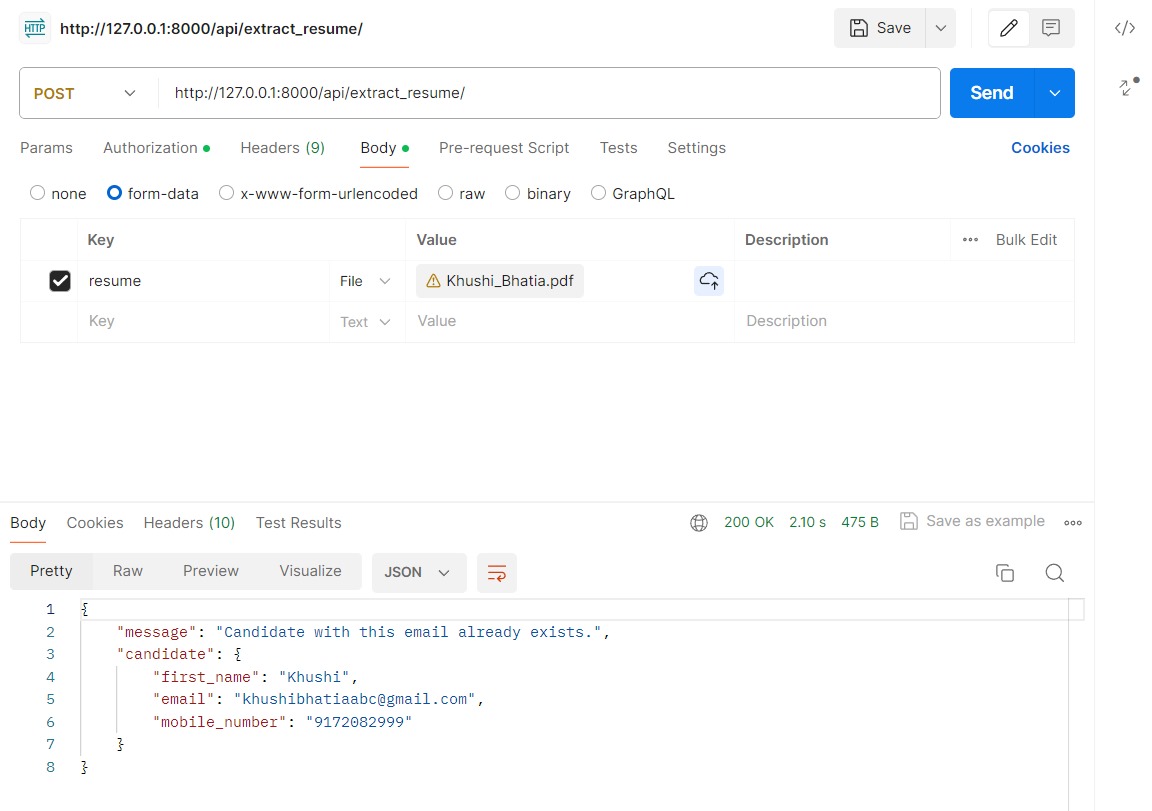 HTTP http://127.0.0.1:8000/api/extract_resume/ Save </>
POST http://127.0.0.1:8000/api/extract_resume/ Send
Params Authorization Headers (9) Body Pre-request Script Tests Settings Cookies
none form-data x-www-form-urlencoded raw binary GraphQL
Key Value Description Bulk Edit
resume File Khushi_Bhatia.pdf
Key Text Value Description
Body Cookies Headers (10) Test Results 200 OK 2.10 s 475 B Save as example
Pretty Raw Preview Visualize JSON
1 {
2 "message": "Candidate with this email already exists.",
3 "candidate": {
4 "first_name": "Khushi",
5 "email": "khushibhatiaabc@gmail.com",
6 "mobile_number": "9172082999"
7 }
8 }